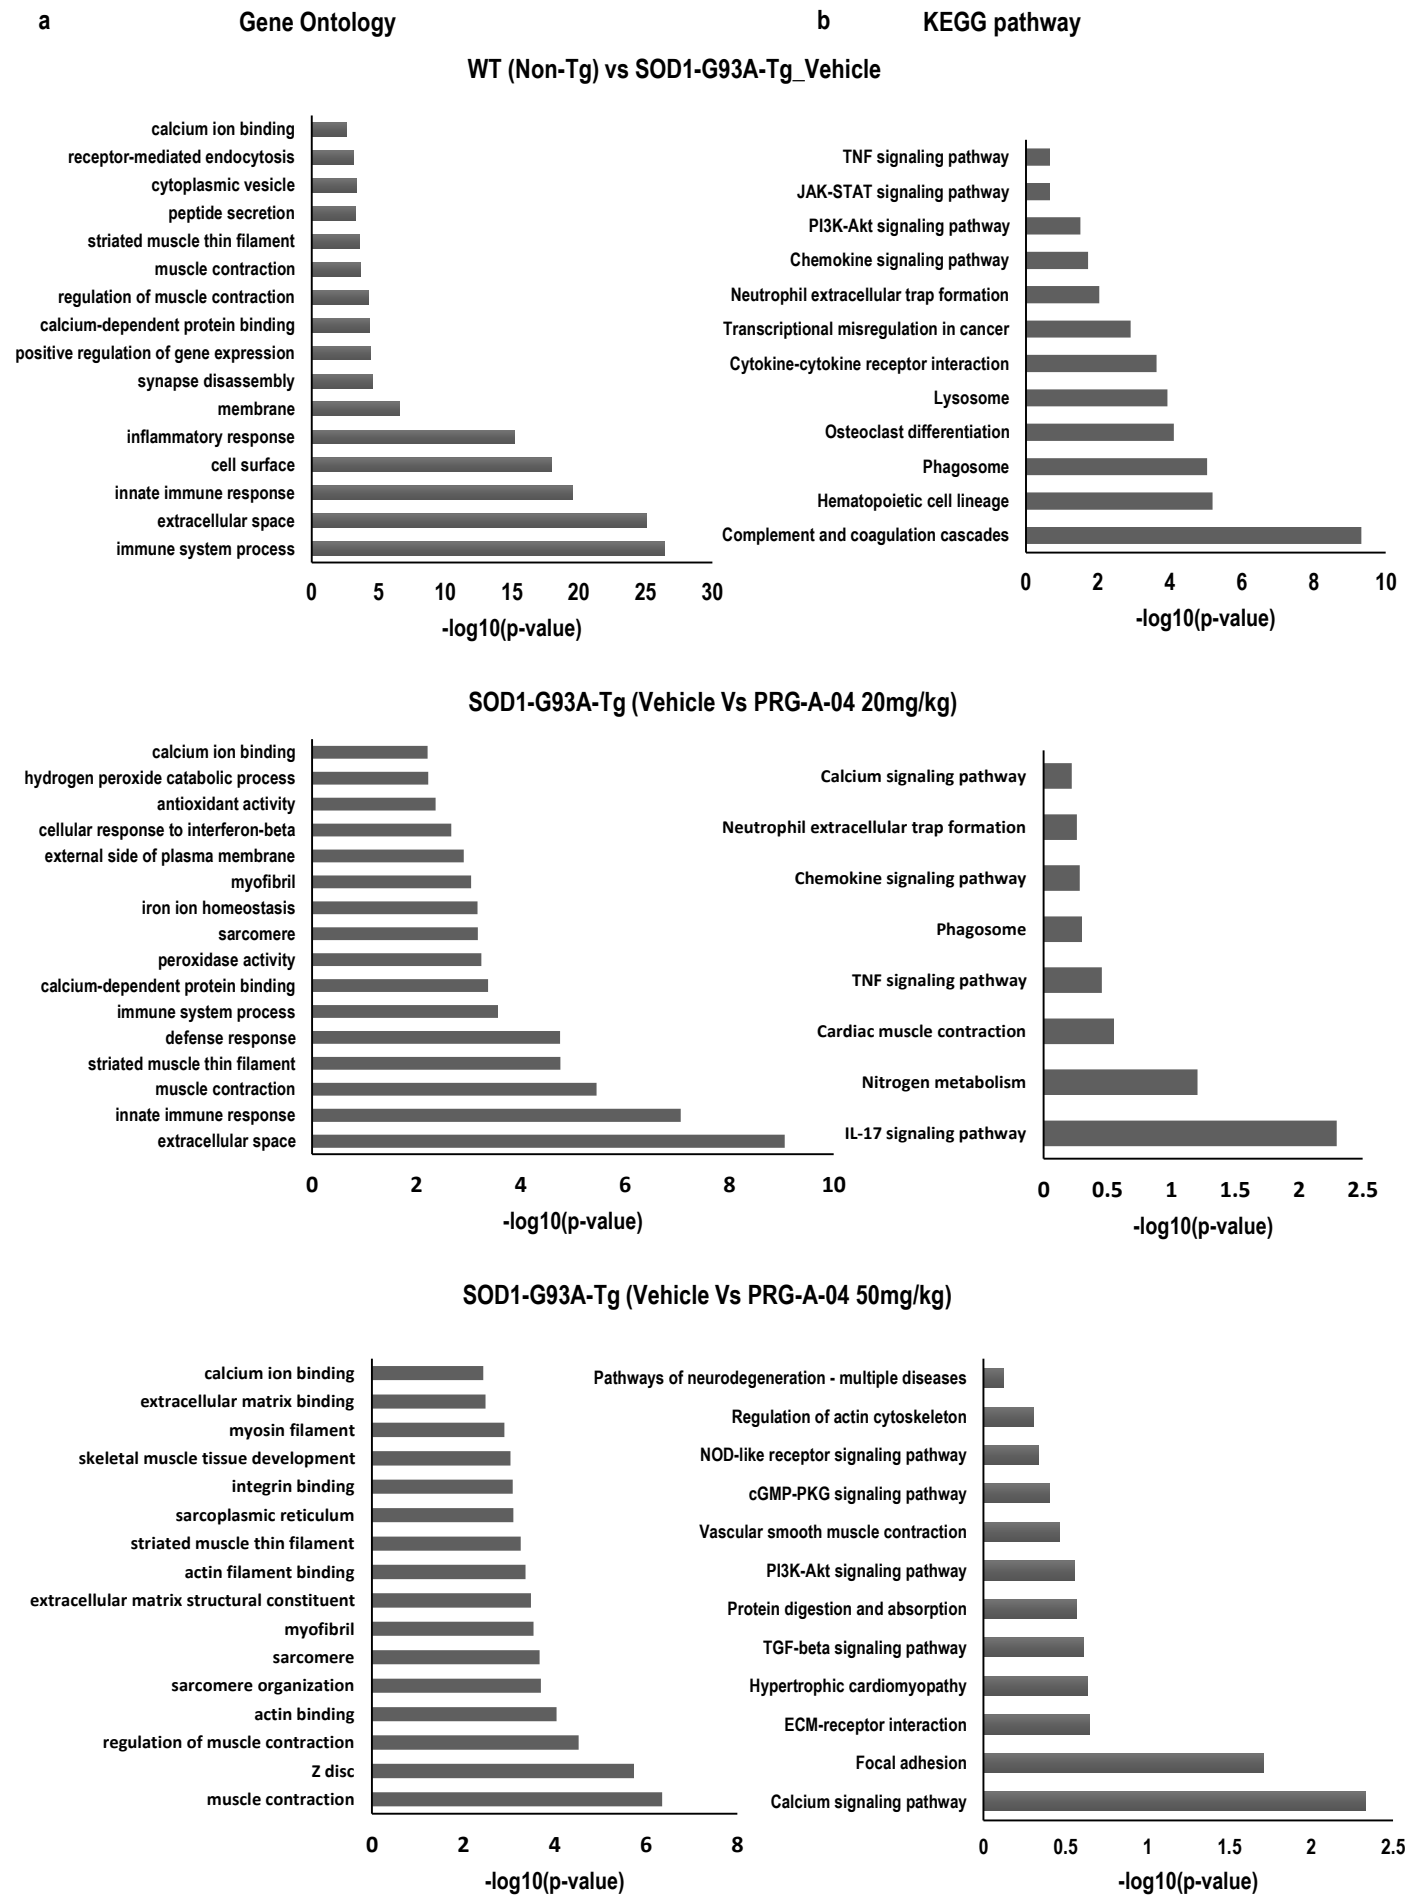 a
Gene Ontology
b
KEGG pathway
WT (Non-Tg) vs SOD1-G93A-Tg_Vehicle
calcium ion binding
receptor-mediated endocytosis
cytoplasmic vesicle
peptide secretion
striated muscle thin filament
muscle contraction
regulation of muscle contraction
calcium-dependent protein binding
positive regulation of gene expression
synapse disassembly
membrane
inflammatory response
cell surface
innate immune response
extracellular space
immune system process
0 5 10 15 20 25 30
-log10(p-value)
TNF signaling pathway
JAK-STAT signaling pathway
PI3K-Akt signaling pathway
Chemokine signaling pathway
Neutrophil extracellular trap formation
Transcriptional misregulation in cancer
Cytokine-cytokine receptor interaction
Lysosome
Osteoclast differentiation
Phagosome
Hematopoietic cell lineage
Complement and coagulation cascades
0 2 4 6 8 10
-log10(p-value)
SOD1-G93A-Tg (Vehicle Vs PRG-A-04 20mg/kg)
calcium ion binding
hydrogen peroxide catabolic process
antioxidant activity
cellular response to interferon-beta
external side of plasma membrane
myofibril
iron ion homeostasis
sarcomere
peroxidase activity
calcium-dependent protein binding
immune system process
defense response
striated muscle thin filament
muscle contraction
innate immune response
extracellular space
0 2 4 6 8 10
-log10(p-value)
Calcium signaling pathway
Neutrophil extracellular trap formation
Chemokine signaling pathway
Phagosome
TNF signaling pathway
Cardiac muscle contraction
Nitrogen metabolism
IL-17 signaling pathway
0 0.5 1 1.5 2 2.5
-log10(p-value)
SOD1-G93A-Tg (Vehicle Vs PRG-A-04 50mg/kg)
calcium ion binding
extracellular matrix binding
myosin filament
skeletal muscle tissue development
integrin binding
sarcoplasmic reticulum
striated muscle thin filament
actin filament binding
extracellular matrix structural constituent
myofibril
sarcomere
sarcomere organization
actin binding
regulation of muscle contraction
Z disc
muscle contraction
0 2 4 6 8
-log10(p-value)
Pathways of neurodegeneration - multiple diseases
Regulation of actin cytoskeleton
NOD-like receptor signaling pathway
cGMP-PKG signaling pathway
Vascular smooth muscle contraction
PI3K-Akt signaling pathway
Protein digestion and absorption
TGF-beta signaling pathway
Hypertrophic cardiomyopathy
ECM-receptor interaction
Focal adhesion
Calcium signaling pathway
0 0.5 1 1.5 2 2.5
-log10(p-value)